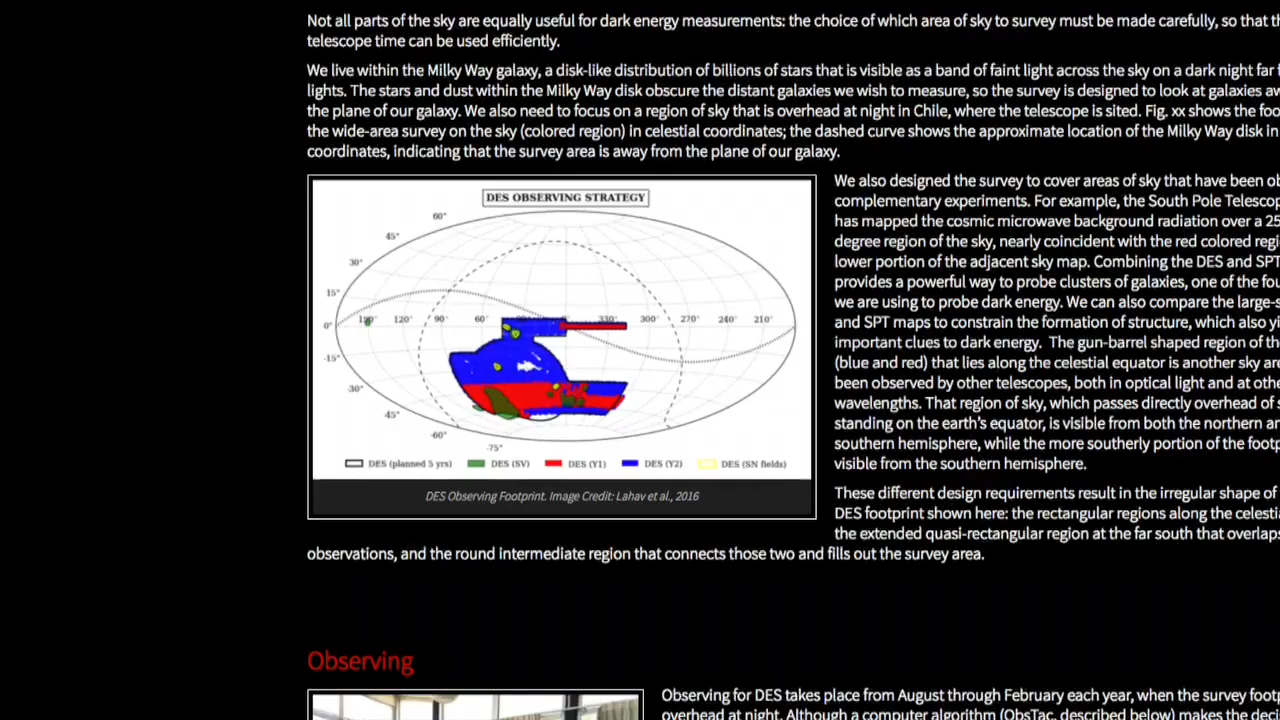 Not all parts of the sky are equally useful for dark energy measurements: the choice of which area of sky to survey must be made carefully, so that
telescope time can be used efficiently.
We live within the Milky Way galaxy, a disk-like distribution of billions of stars that is visible as a band of faint light across the sky on a dark night far
lights. The stars and dust within the Milky Way disk obscure the distant galaxies we wish to measure, so the survey is designed to look at galaxies
the plane of our galaxy. We also need to focus on a region of sky that is overhead at night in Chile, where the telescope is sited. Fig. xx shows the
the wide-area survey on the sky (colored region) in celestial coordinates; the dashed curve shows the approximate location of the Milky Way disk in
coordinates, indicating that the survey area is away from the plane of our galaxy.
DES OBSERVING STRATEGY
60°
45°
30°
15°
0°
-15°
-30°
-45°
-60°
-75°
120° 90° 60° 330° 300° 270° 240° 210°
DES (planned 5 yrs) DES (SV) DES (Y1) DES (Y2) DES (SN fields)
DES Observing Footprint. Image Credit: Lahav et al., 2016
We also designed the survey to cover areas of sky that have been
complementary experiments. For example, the South Pole
has mapped the cosmic microwave background radiation over a
degree region of the sky, nearly coincident with the red colored
lower portion of the adjacent sky map. Combining the DES and SPT
provides a powerful way to probe clusters of galaxies, one of the
we are using to probe dark energy. We can also compare the
and SPT maps to constrain the formation of structure, which also
important clues to dark energy. The gun-barrel shaped region of
(blue and red) that lies along the celestial equator is another sky
been observed by other telescopes, both in optical light and at
wavelengths. That region of sky, which passes directly overhead of
standing on the earth's equator, is visible from both the northern
southern hemisphere, while the more southerly portion of the
visible from the southern hemisphere.
These different design requirements result in the irregular shape of
DES footprint shown here: the rectangular regions along the
the extended quasi-rectangular region at the far south that
observations, and the round intermediate region that connects those two and fills out the survey area.
Observing
Observing for DES takes place from August through February each year, when the survey
overhead at night. Although a computer algorithm (ObsTac, described below) makes the